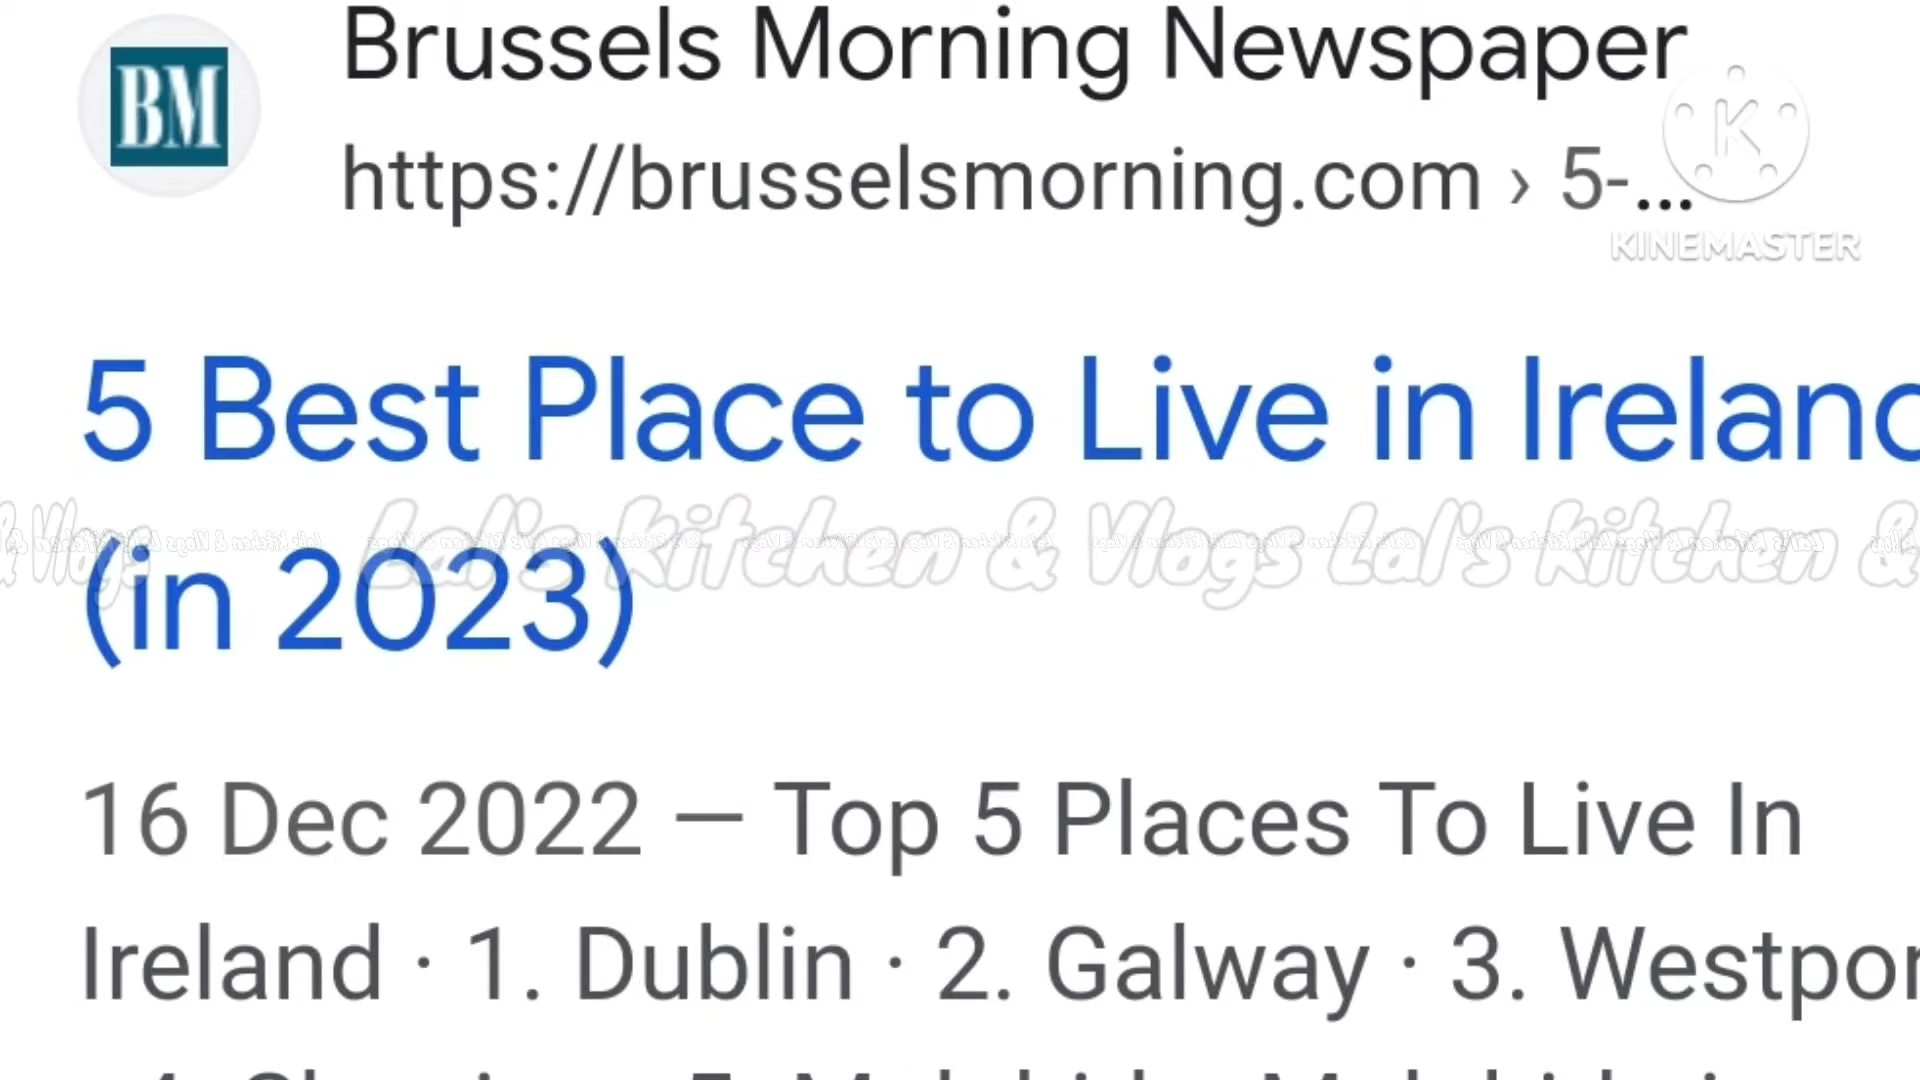 BM
Brussels Morning Newspaper
https://brusselsmorning.com › 5-...
K
KINEMASTER
5 Best Place to Live in Ireland
& Vlogs Lal's Kitchen & Vlogs Lal's Kitchen &
(in 2023)
16 Dec 2022 — Top 5 Places To Live In
Ireland · 1. Dublin · 2. Galway · 3. Westpor